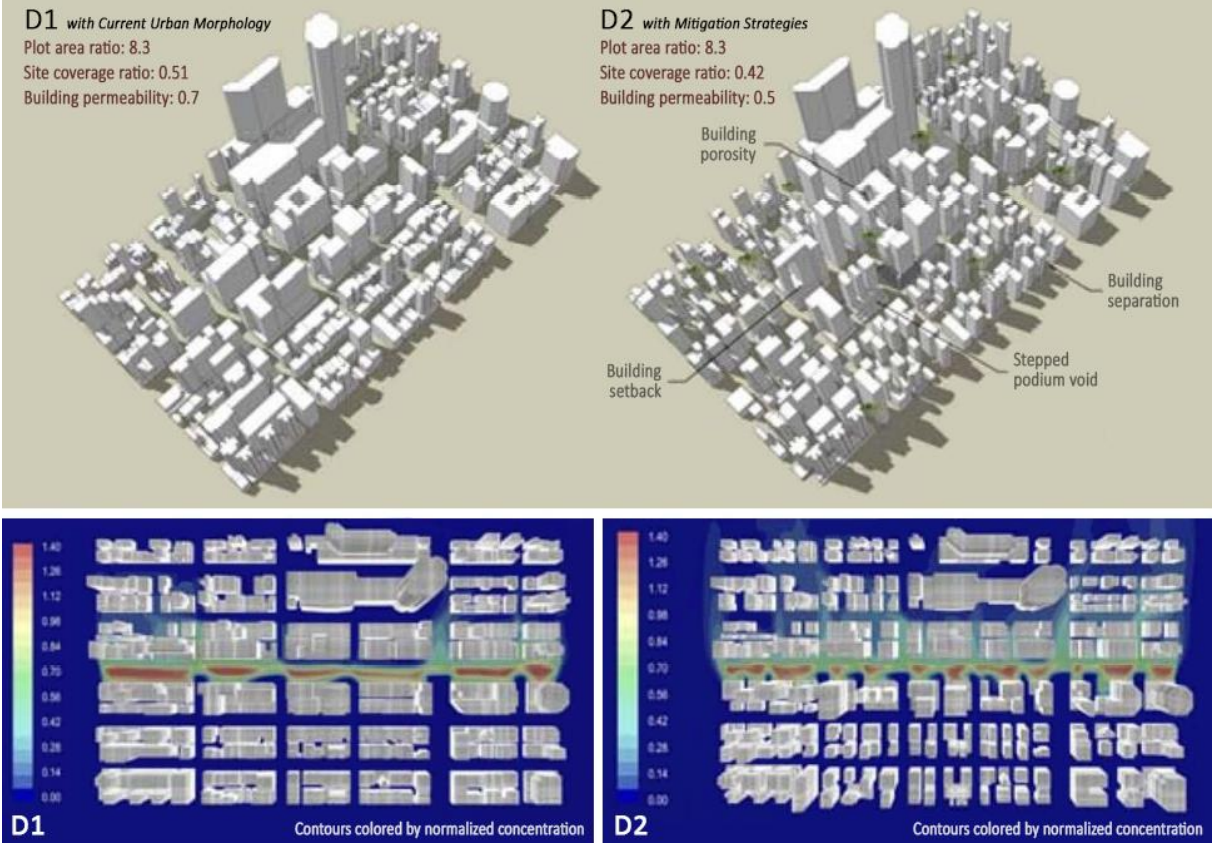 D1 with Current Urban Morphology
Plot area ratio: 8.3
Site coverage ratio: 0.51
Building permeability: 0.7
D2 with Mitigation Strategies
Plot area ratio: 8.3
Site coverage ratio: 0.42
Building permeability: 0.5
Building
porosity
Building
separation
Stepped
podium void
Building
setback
1.40
1.26
1.12
0.98
0.84
0.70
0.56
0.42
0.28
0.14
0.00
D1
Contours colored by normalized concentration
1.40
1.26
1.12
0.98
0.84
0.70
0.56
0.42
0.28
0.14
0.00
D2
Contours colored by normalized concentration